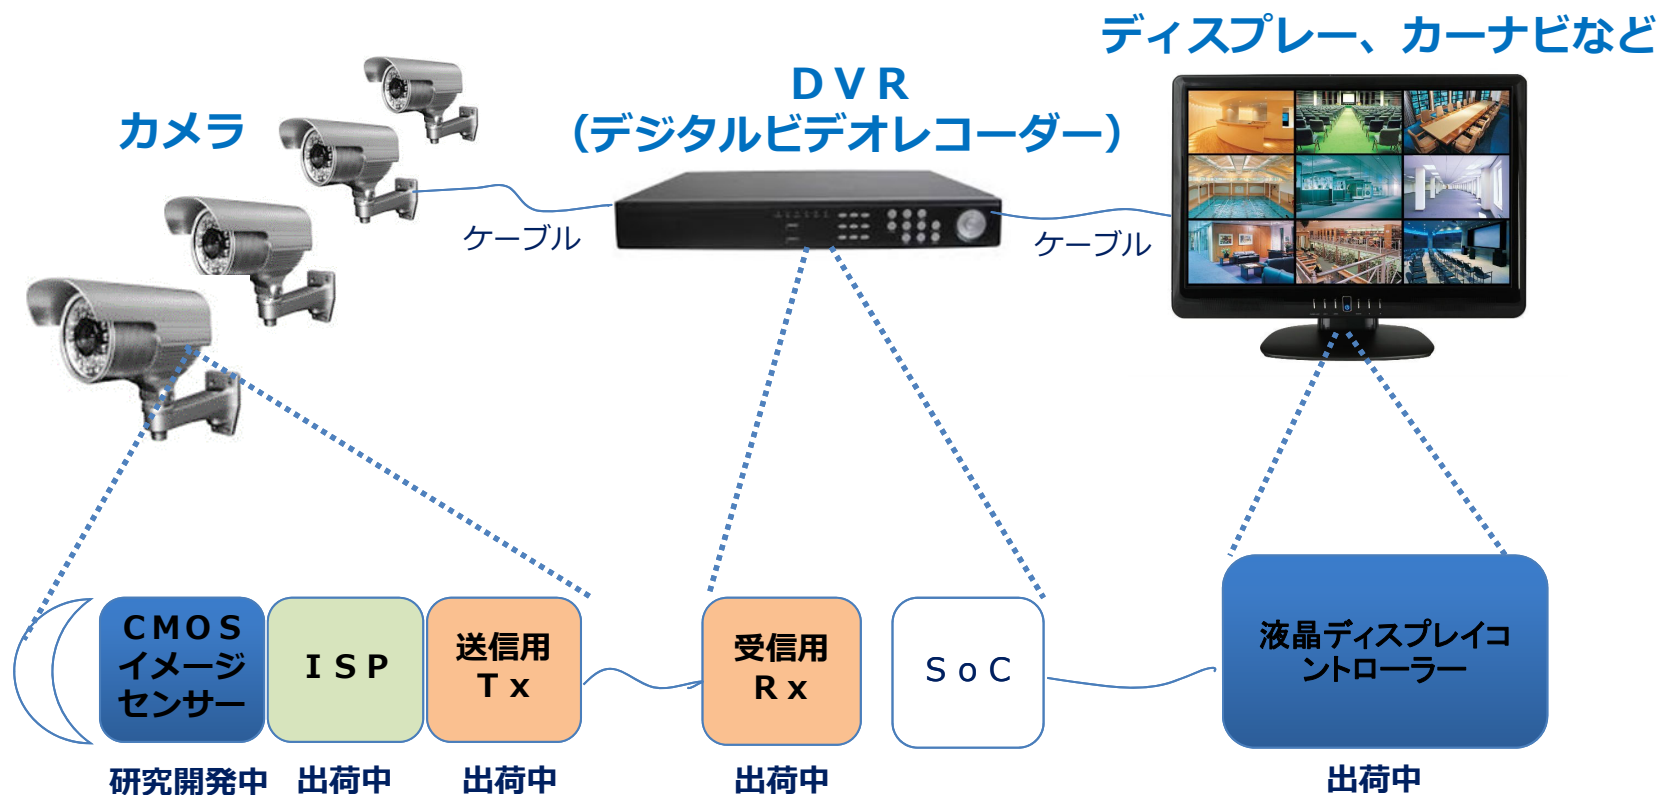 ディスプレー、カーナビなど
ＤＶＲ
（デジタルビデオレコーダー）
カメラ
ケーブル
ケーブル
ＣＭＯＳ
イメージ
センサー
ＩＳＰ
送信用
Ｔｘ
受信用
Ｒｘ
ＳｏＣ
液晶ディスプレイコ
ントローラー
研究開発中
出荷中
出荷中
出荷中
出荷中